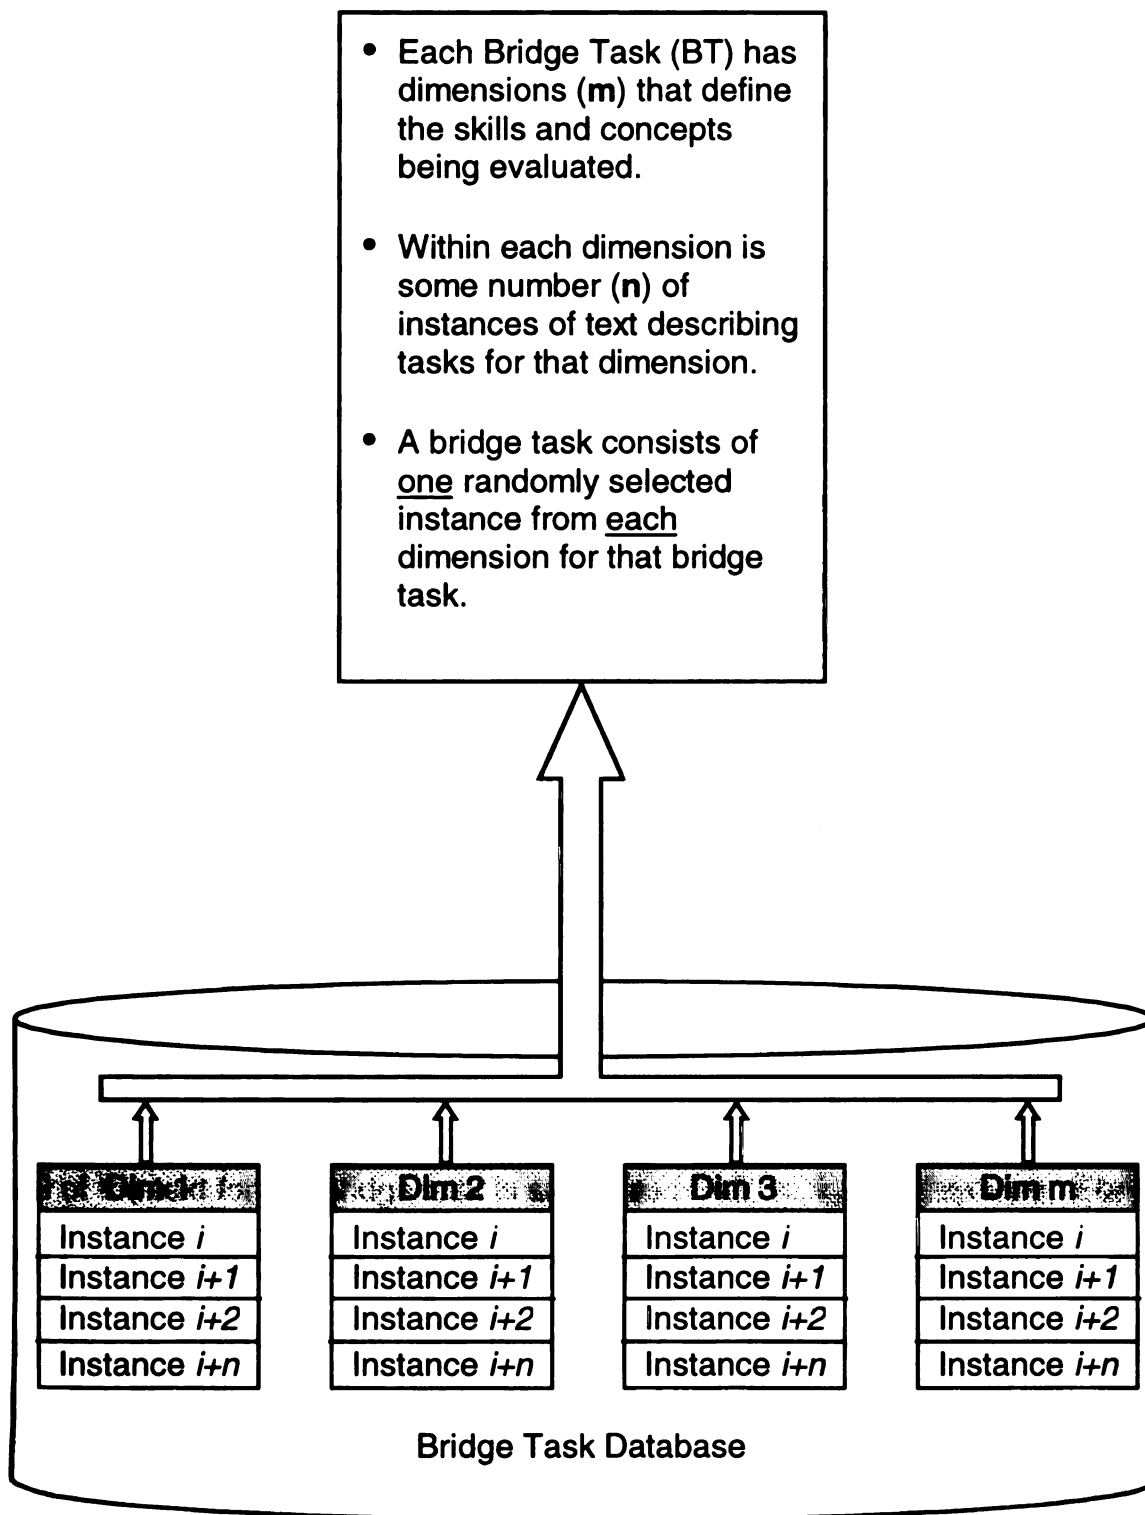 • Each Bridge Task (BT) has
dimensions (m) that define
the skills and concepts
being evaluated.
• Within each dimension is
some number (n) of
instances of text describing
tasks for that dimension.
• A bridge task consists of
one randomly selected
instance from each
dimension for that bridge
task.
Dim 1 Dim 2 Dim 3 Dim m
Instance i Instance i Instance i Instance i
Instance i+1 Instance i+1 Instance i+1 Instance i+1
Instance i+2 Instance i+2 Instance i+2 Instance i+2
Instance i+n Instance i+n Instance i+n Instance i+n
Bridge Task Database